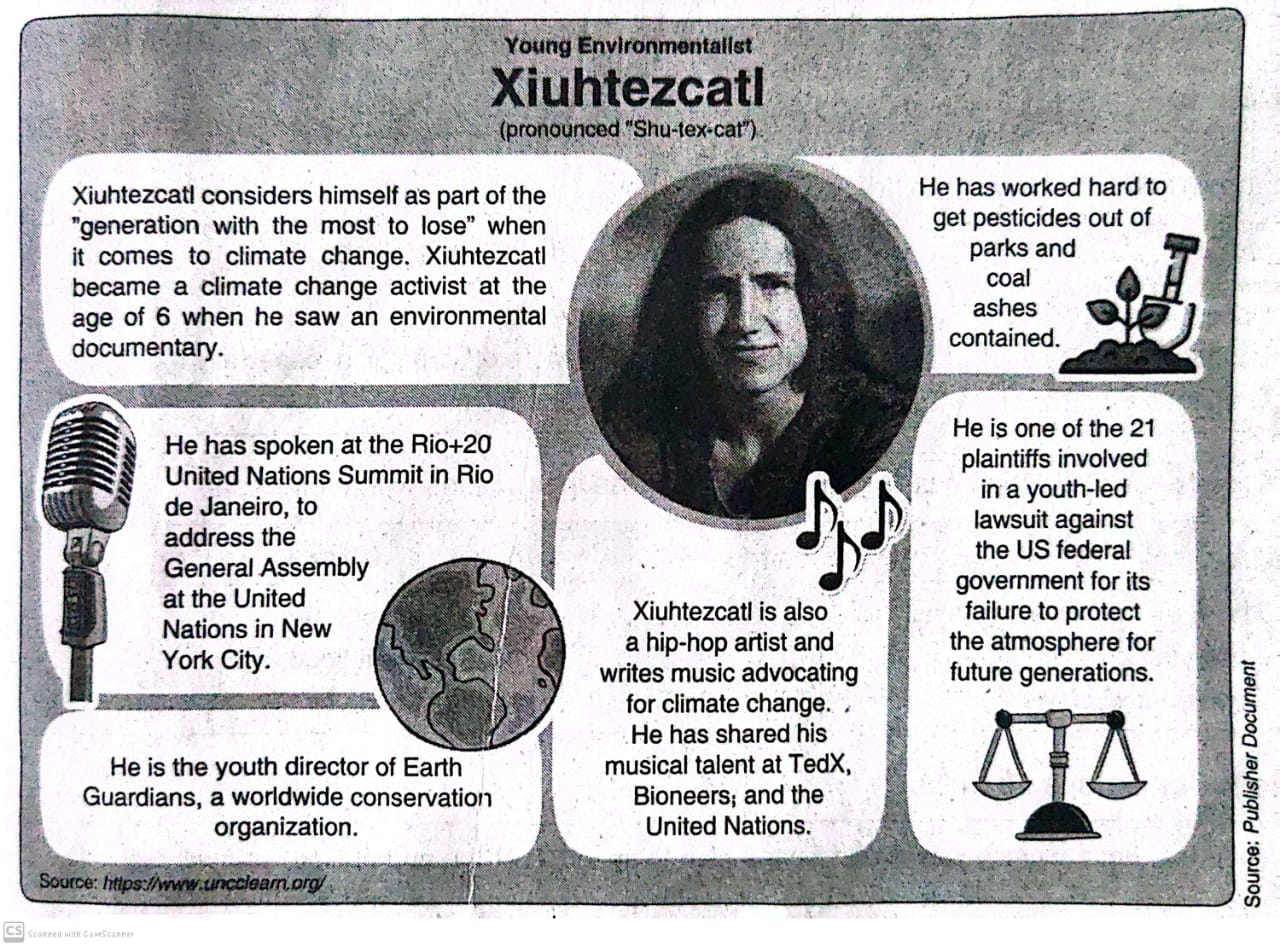 Young Environmentalist
Xiuhtezcatl
(pronounced "Shu-tex-cat")
Xiuhtezcatl considers himself as part of the
"generation with the most to lose" when
it comes to climate change. Xiuhtezcatl
became a climate change activist at the
age of 6 when he saw an environmental
documentary.
He has worked hard to
get pesticides out of
parks and
coal
ashes
contained.
He has spoken at the Rio+20
United Nations Summit in Rio
de Janeiro, to
address the
General Assembly
at the United
Nations in New
York City.
He is one of the 21
plaintiffs involved
in a youth-led
lawsuit against
the US federal
government for its
failure to protect
the atmosphere for
future generations.
Xiuhtezcatl is also
a hip-hop artist and
writes music advocating
for climate change.
He has shared his
musical talent at TedX,
Bioneers; and the
United Nations.
He is the youth director of Earth
Guardians, a worldwide conservation
organization.
Source: https://www.uncclearn.org/
Source: Publisher Document
CS Scanned with CamScanner